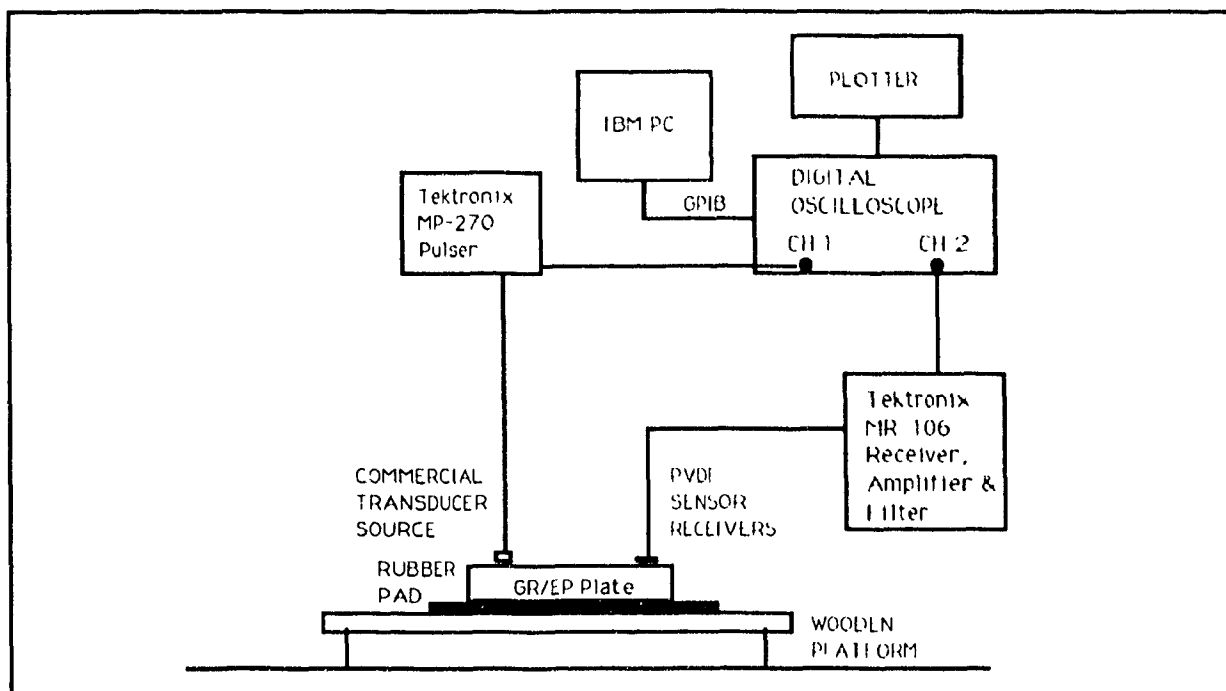 PLOTTER
IBM PC
DIGITAL
OSCILLOSCOPE
GPIB
CH 1
CH 2
Tektronix
MP-270
Pulser
Tektronix
MR 106
Receiver,
Amplifier &
Filter
COMMERCIAL
TRANSDUCER
SOURCE
PVDF
SENSOR
RECEIVERS
RUBBER
PAD
GR/EP Plate
WOODEN
PLATFORM